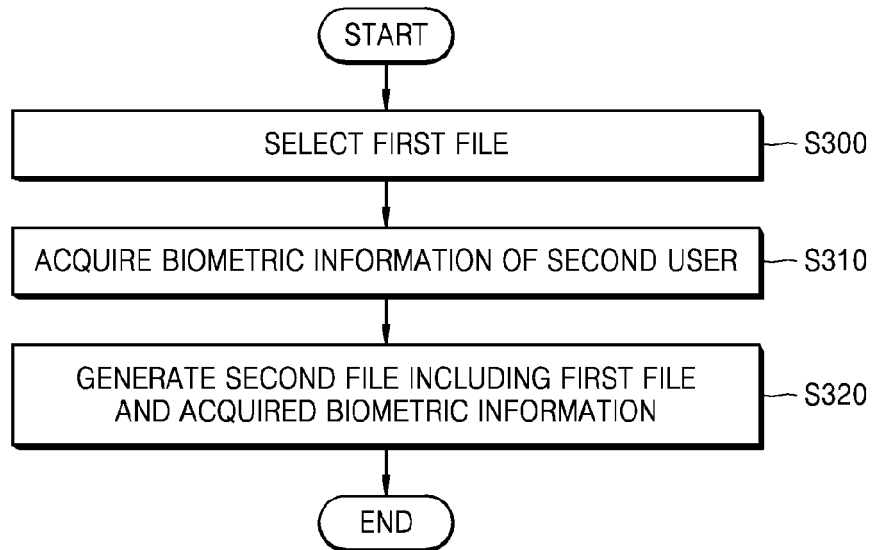 START
SELECT FIRST FILE
S300
ACQUIRE BIOMETRIC INFORMATION OF SECOND USER
S310
GENERATE SECOND FILE INCLUDING FIRST FILE
AND ACQUIRED BIOMETRIC INFORMATION
S320
END